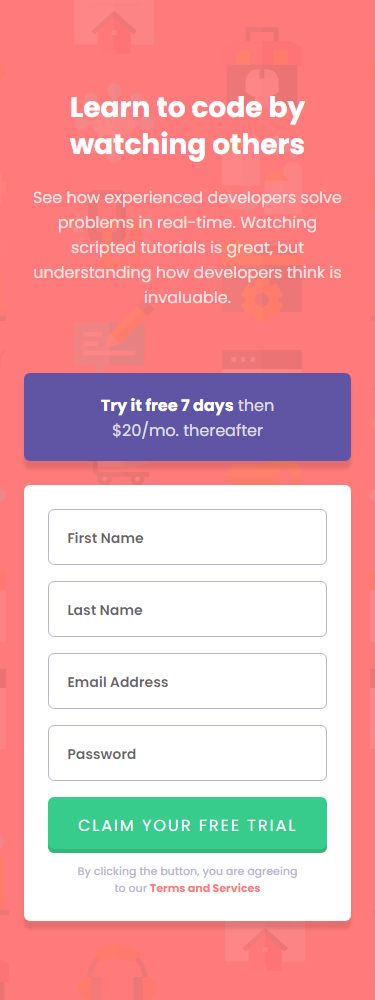 Learn to code by
watching others
See how experienced developers solve
problems in real-time. Watching
scripted tutorials is great, but
understanding how developers think is
invaluable.
Try it free 7 days then
$20/mo. thereafter
First Name
Last Name
Email Address
Password
CLAIM YOUR FREE TRIAL
By clicking the button, you are agreeing
to our Terms and Services